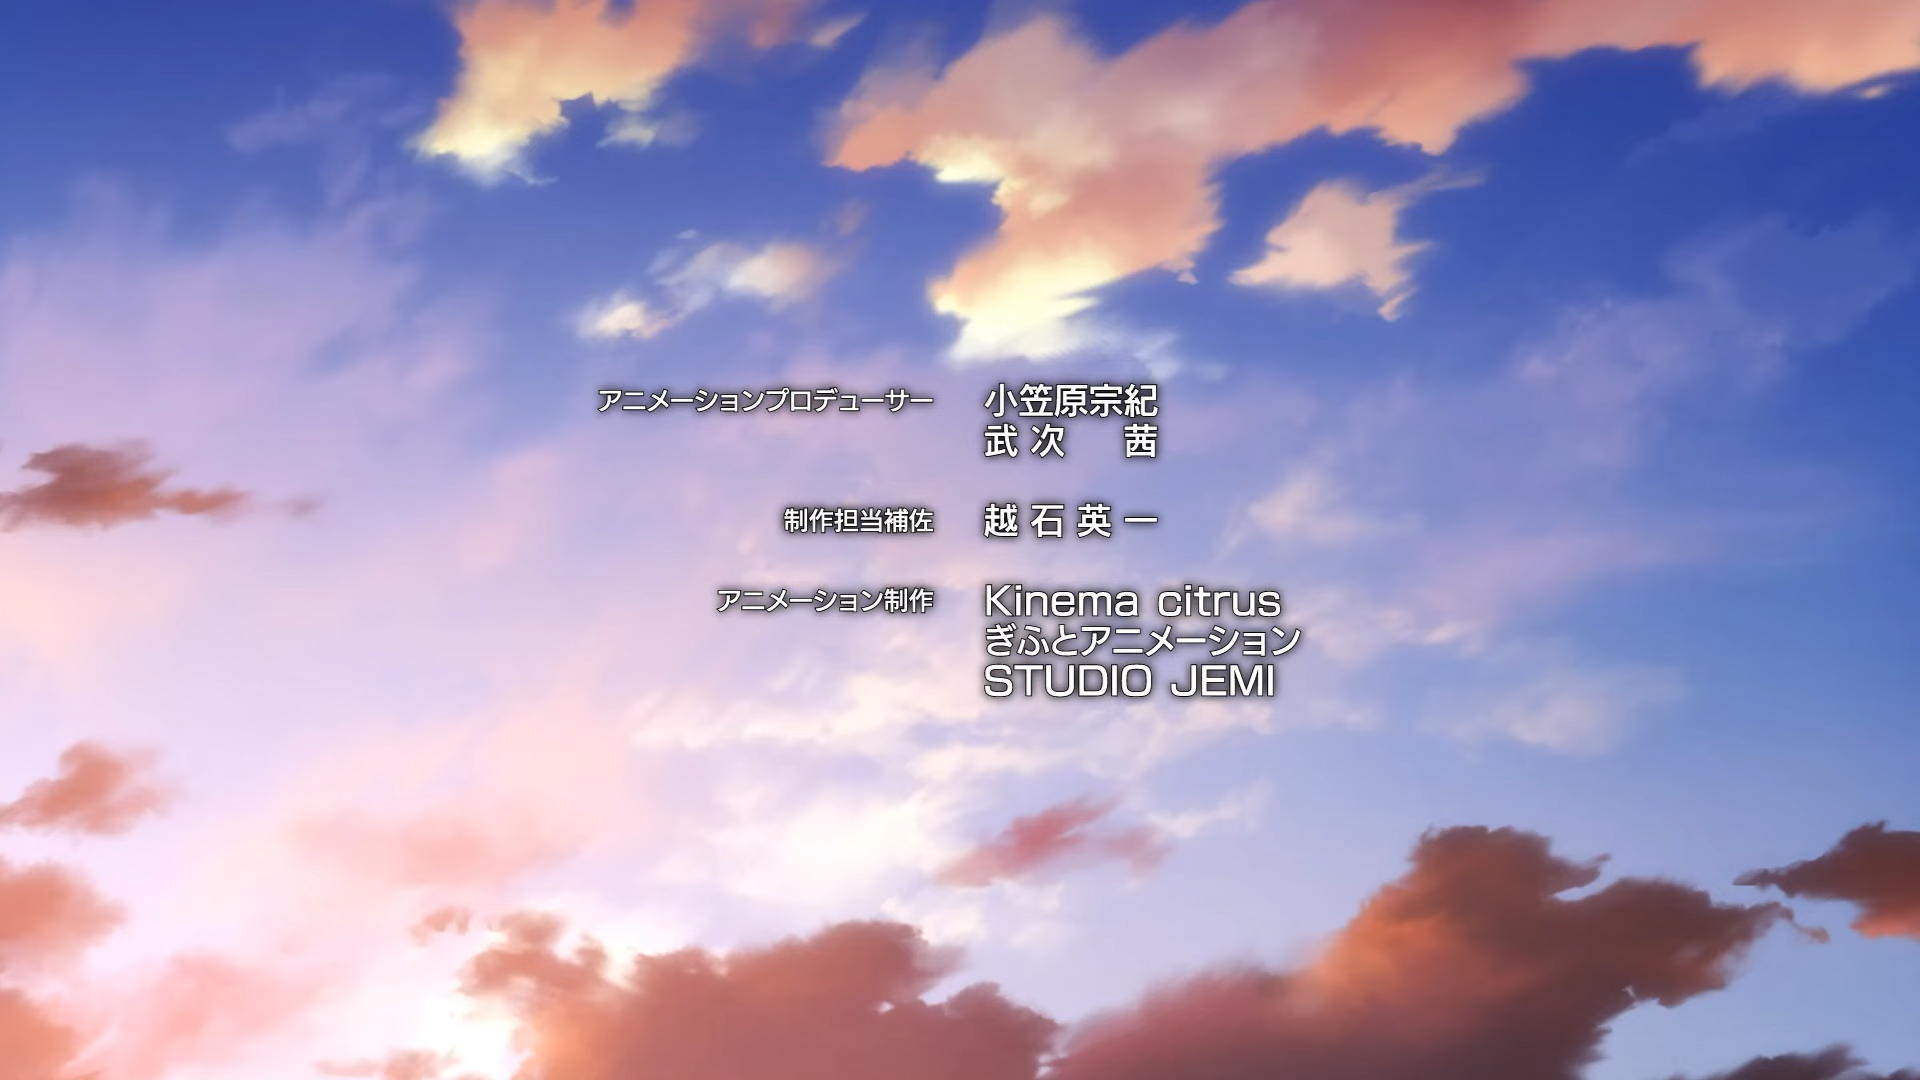 アニメーションプロデューサー 小笠原宗紀
武次 茜
制作担当補佐 越石英一
アニメーション制作 Kinema citrus
ぎふとアニメーション
STUDIO JEMI